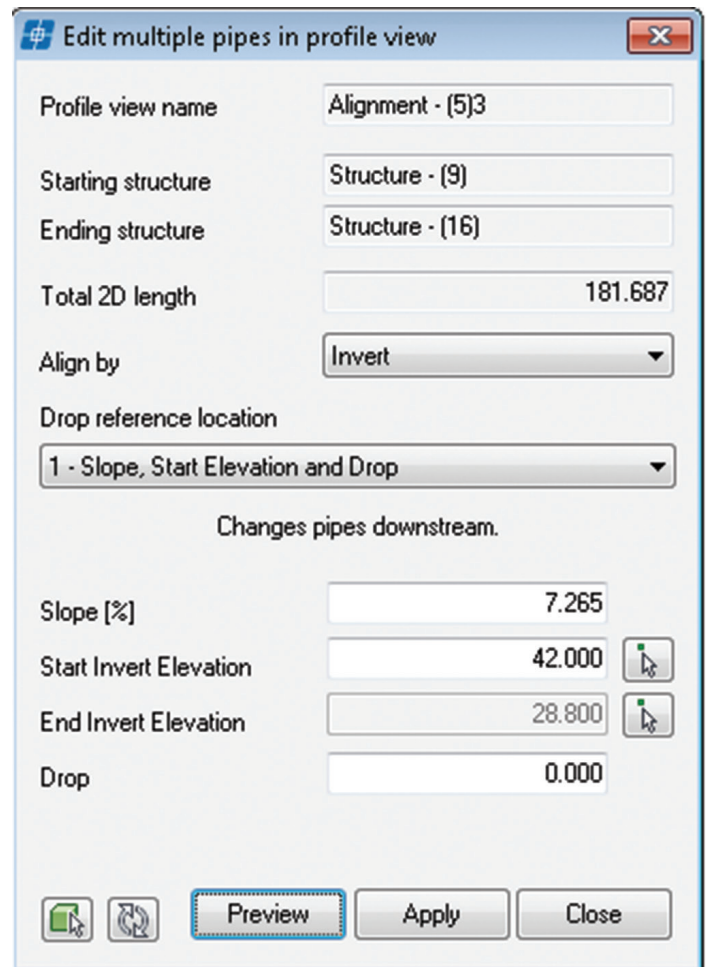 Edit multiple pipes in profile view
Profile view name Alignment - (5)3
Starting structure Structure - (9)
Ending structure Structure - (16)
Total 2D length 181.687
Align by Invert
Drop reference location
1 - Slope, Start Elevation and Drop
Changes pipes downstream.
Slope [%] 7.265
Start Invert Elevation 42.000
End Invert Elevation 28.800
Drop 0.000
Preview Apply Close